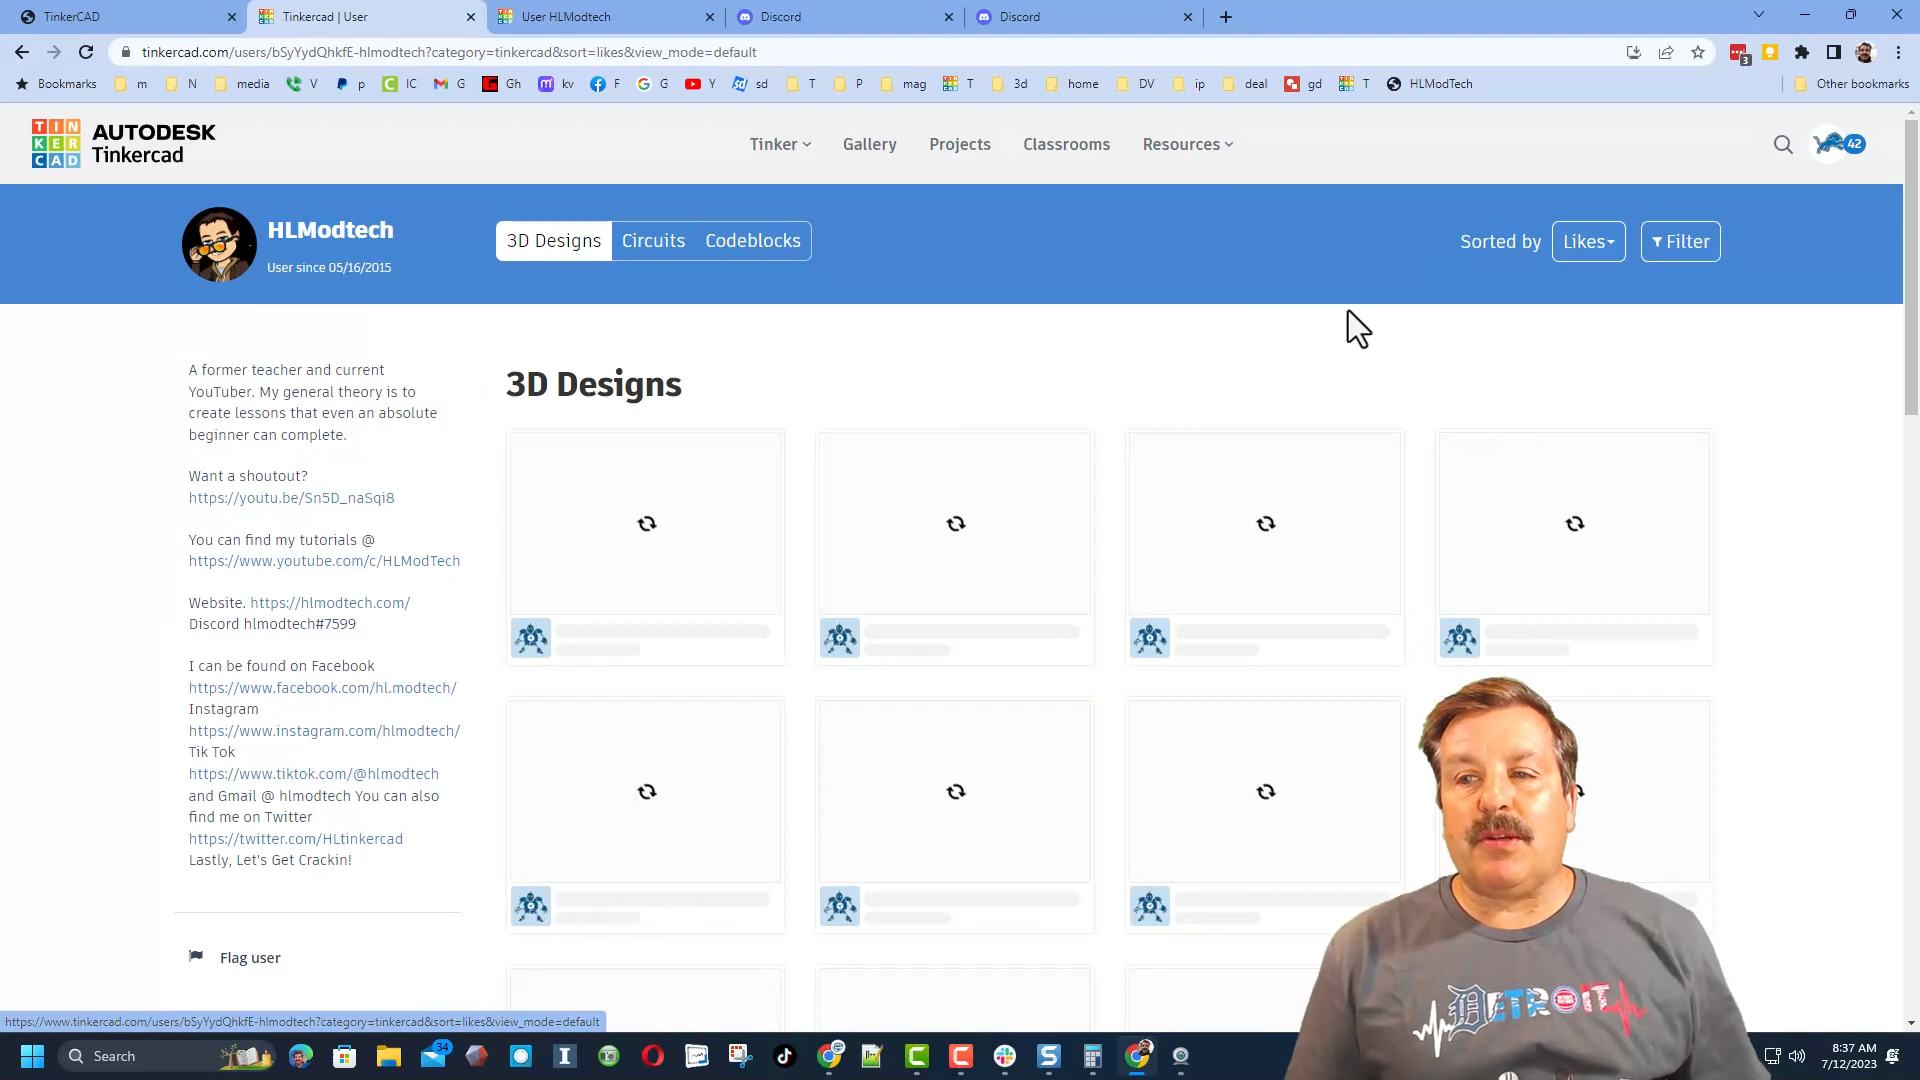 TinkerCAD
Tinkercad | User
User HLModtech
Discord
Discord
tinkercad.com/users/bSyYydQhkfE-hlmodtech?category=tinkercad&sort=likes&view_mode=default
3
Bookmarks m N media V p IC G Gh kv F G Y sd T P mag T 3d home DV ip deal gd T HLModTech Other bookmarks
TIN
KER
CAD
AUTODESK
Tinkercad
Tinker
Gallery
Projects
Classrooms
Resources
42
HLModtech
User since 05/16/2015
3D Designs
Circuits
Codeblocks
Sorted by
Likes
Filter
A former teacher and current
YouTuber. My general theory is to
create lessons that even an absolute
beginner can complete.
Want a shoutout?
https://youtu.be/Sn5D_naSqi8
You can find my tutorials @
https://www.youtube.com/c/HLModTech
Website. https://hlmodtech.com/
Discord hlmodtech#7599
I can be found on Facebook
https://www.facebook.com/hl.modtech/
Instagram
https://www.instagram.com/hlmodtech/
Tik Tok
https://www.tiktok.com/@hlmodtech
and Gmail @ hlmodtech You can also
find me on Twitter
https://twitter.com/HLtinkercad
Lastly, Let's Get Crackin!
Flag user
3D Designs
DETROIT
https://www.tinkercad.com/users/bSyYydQhkfE-hlmodtech?category=tinkercad&sort=likes&view_mode=default
Search
34
8:37 AM
7/12/2023